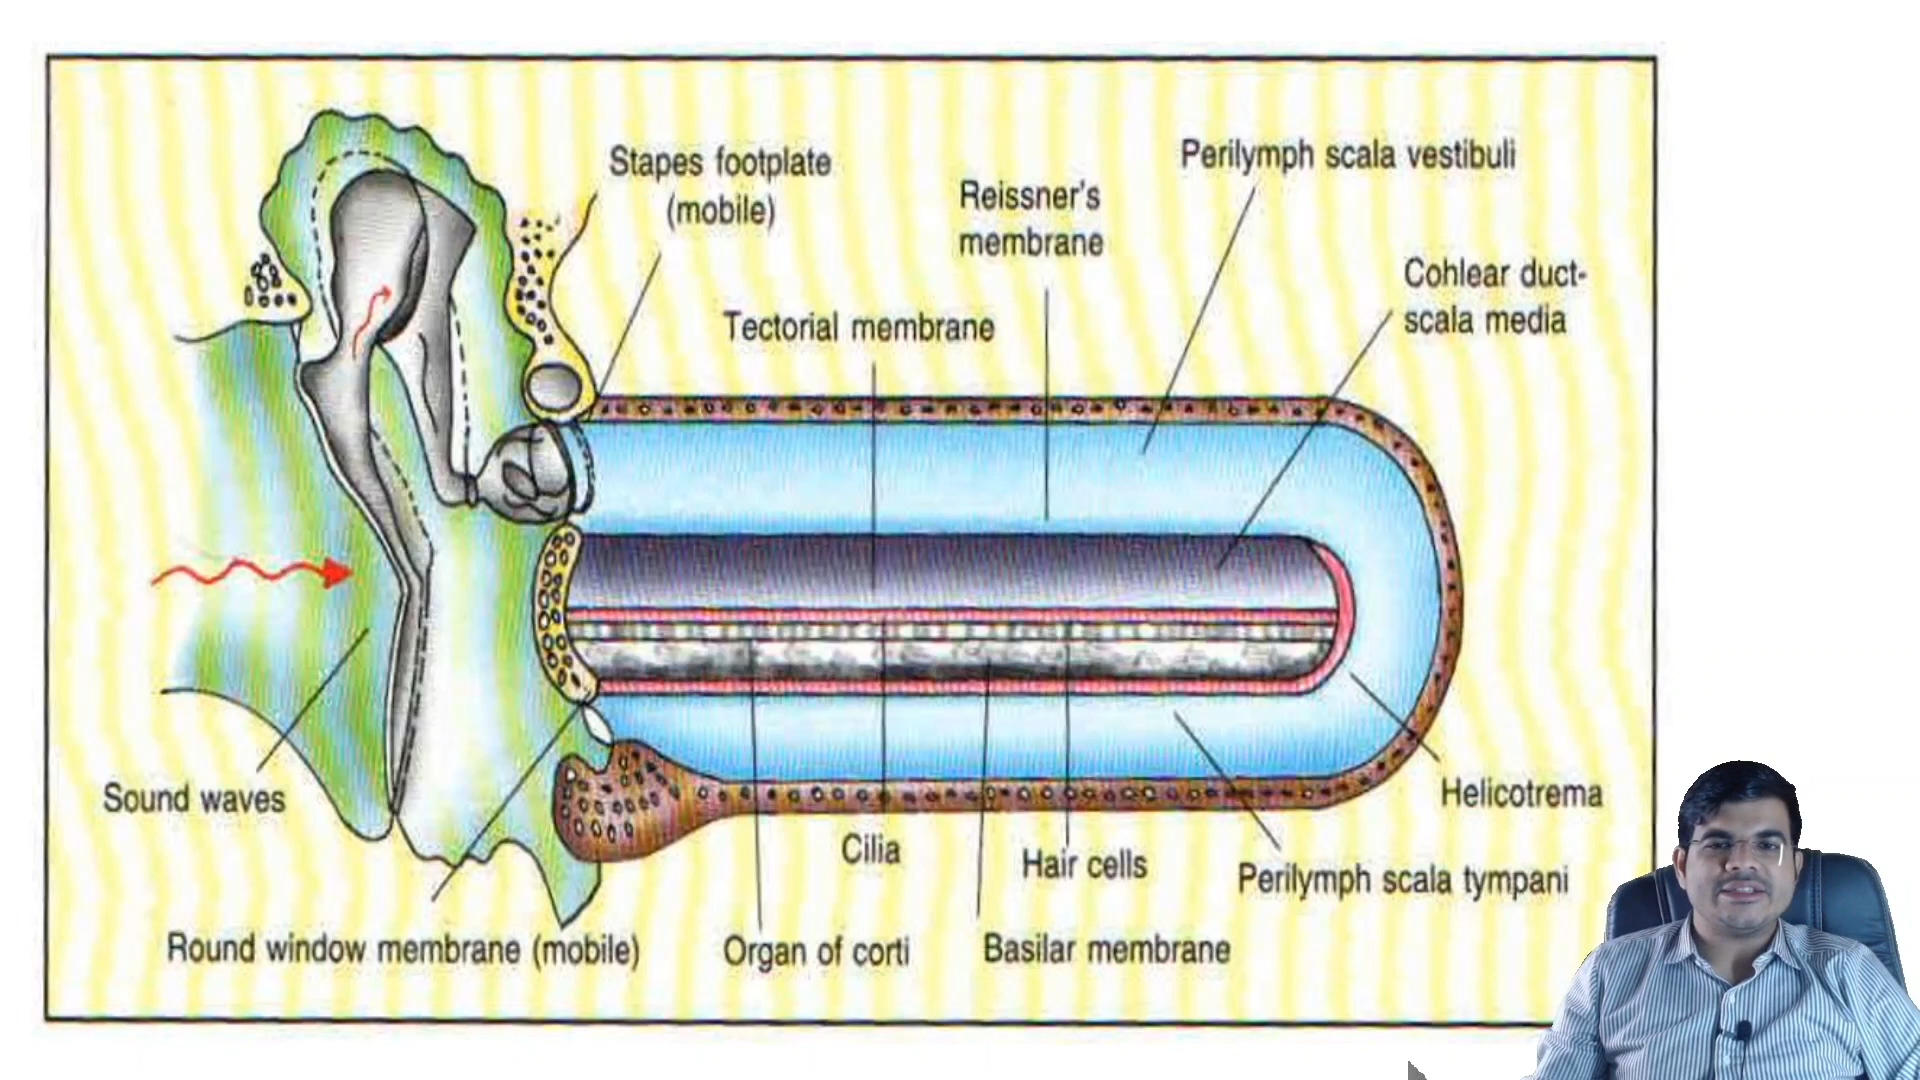 Stapes footplate
(mobile)
Perilymph scala vestibuli
Reissner's
membrane
Cohlear duct-
scala media
Tectorial membrane
Sound waves
Helicotrema
Cilia
Hair cells
Perilymph scala tympani
Round window membrane (mobile)
Organ of corti
Basilar membrane